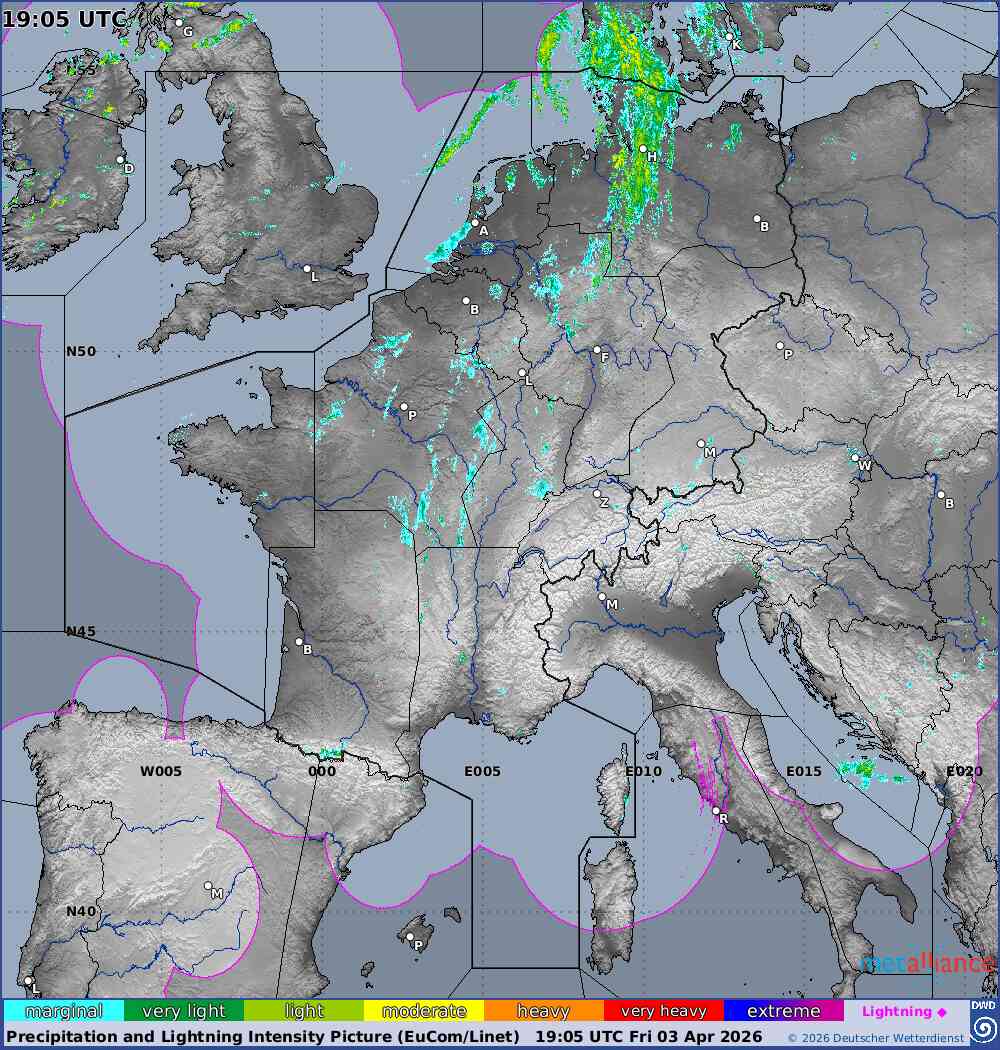 19:05 UTC
G
K
N55
D
H
A
B
L
B
N50
F
P
L
P
M
W
Z
B
M
N45
B
W005
000
E005
E010
E015
E020
R
M
N40
P
metalliance
L
marginal very light light moderate heavy very heavy extreme Lightning ◆
DWD
Precipitation and Lightning Intensity Picture (EuCom/Linet) 19:05 UTC Fri 03 Apr 2026 © 2026 Deutscher Wetterdienst